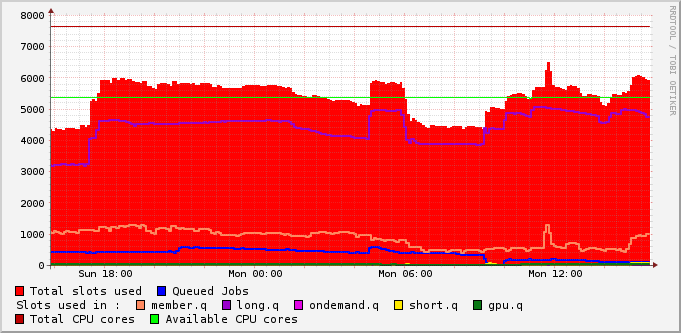 8000
7000
6000
5000
4000
3000
2000
1000
0
Sun 18:00 Mon 00:00 Mon 06:00 Mon 12:00
RRDTOOL / TOBI OETIKER
Total slots used Queued Jobs
Slots used in : member.q long.q ondemand.q short.q gpu.q
Total CPU cores Available CPU cores